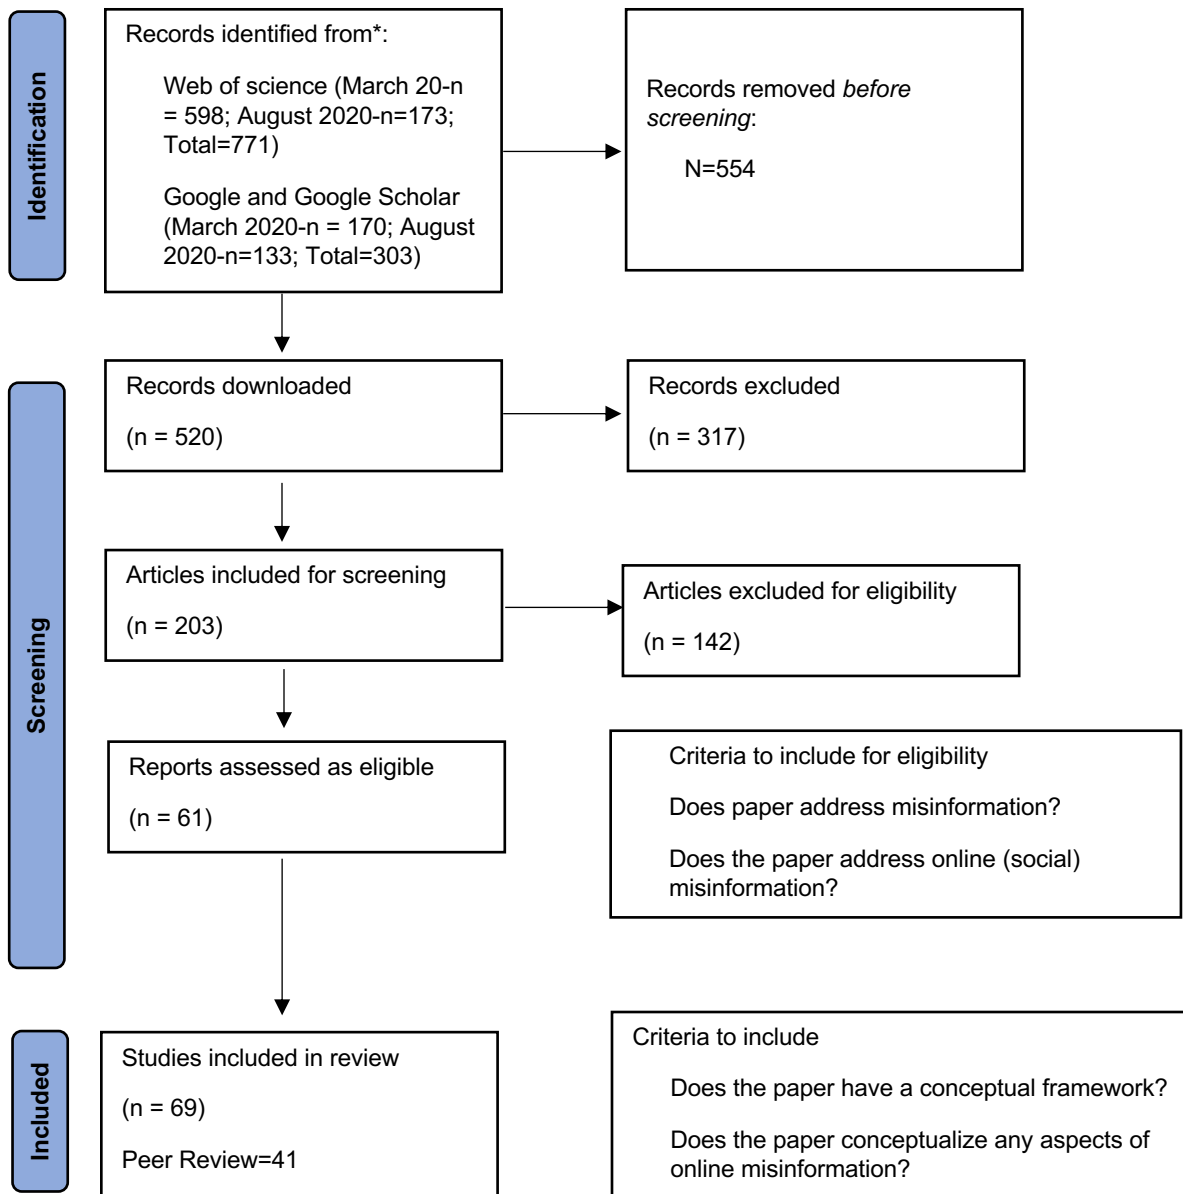 Identification
Records identified from*:
Web of science (March 20-n
= 598; August 2020-n=173;
Total=771)
Google and Google Scholar
(March 2020-n = 170; August
2020-n=133; Total=303)
Records removed before
screening:
N=554
Screening
Records downloaded
(n = 520)
Records excluded
(n = 317)
Articles included for screening
(n = 203)
Articles excluded for eligibility
(n = 142)
Reports assessed as eligible
(n = 61)
Criteria to include for eligibility
Does paper address misinformation?
Does the paper address online (social)
misinformation?
Included
Studies included in review
(n = 69)
Peer Review=41
Criteria to include
Does the paper have a conceptual framework?
Does the paper conceptualize any aspects of
online misinformation?